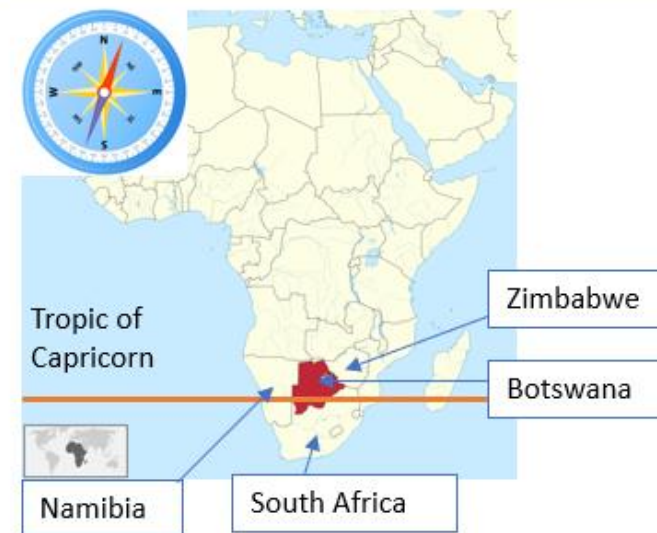 N
W
E
S
Tropic of
Capricorn
Zimbabwe
Botswana
Namibia
South Africa